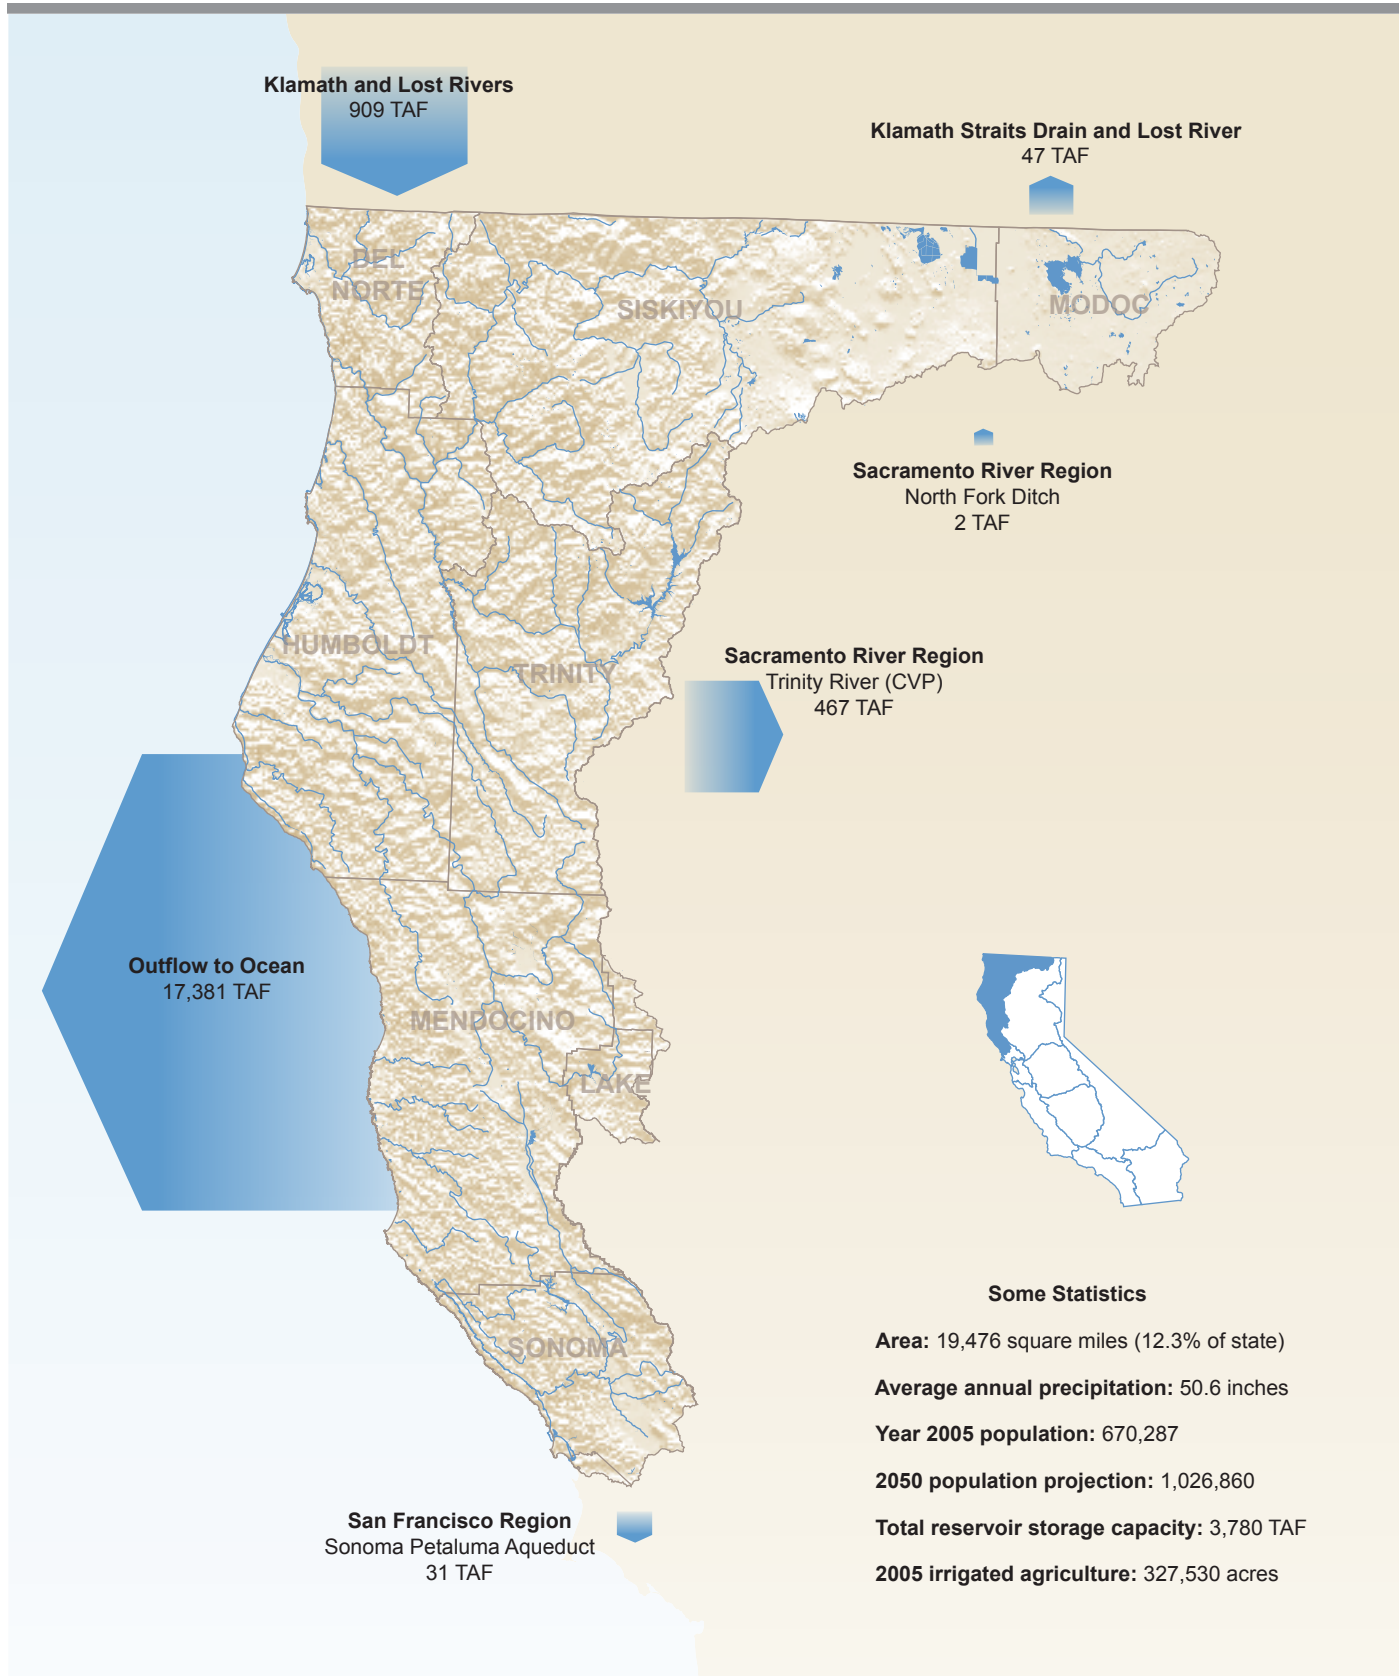 Klamath and Lost Rivers
909 TAF
Klamath Straits Drain and Lost River
47 TAF
DEL
NORTE
SISKIYOU
MODOC
Sacramento River Region
North Fork Ditch
2 TAF
HUMBOLDT
TRINITY
Sacramento River Region
Trinity River (CVP)
467 TAF
Outflow to Ocean
17,381 TAF
MENDOCINO
LAKE
SONOMA
San Francisco Region
Sonoma Petaluma Aqueduct
31 TAF
Some Statistics
Area: 19,476 square miles (12.3% of state)
Average annual precipitation: 50.6 inches
Year 2005 population: 670,287
2050 population projection: 1,026,860
Total reservoir storage capacity: 3,780 TAF
2005 irrigated agriculture: 327,530 acres